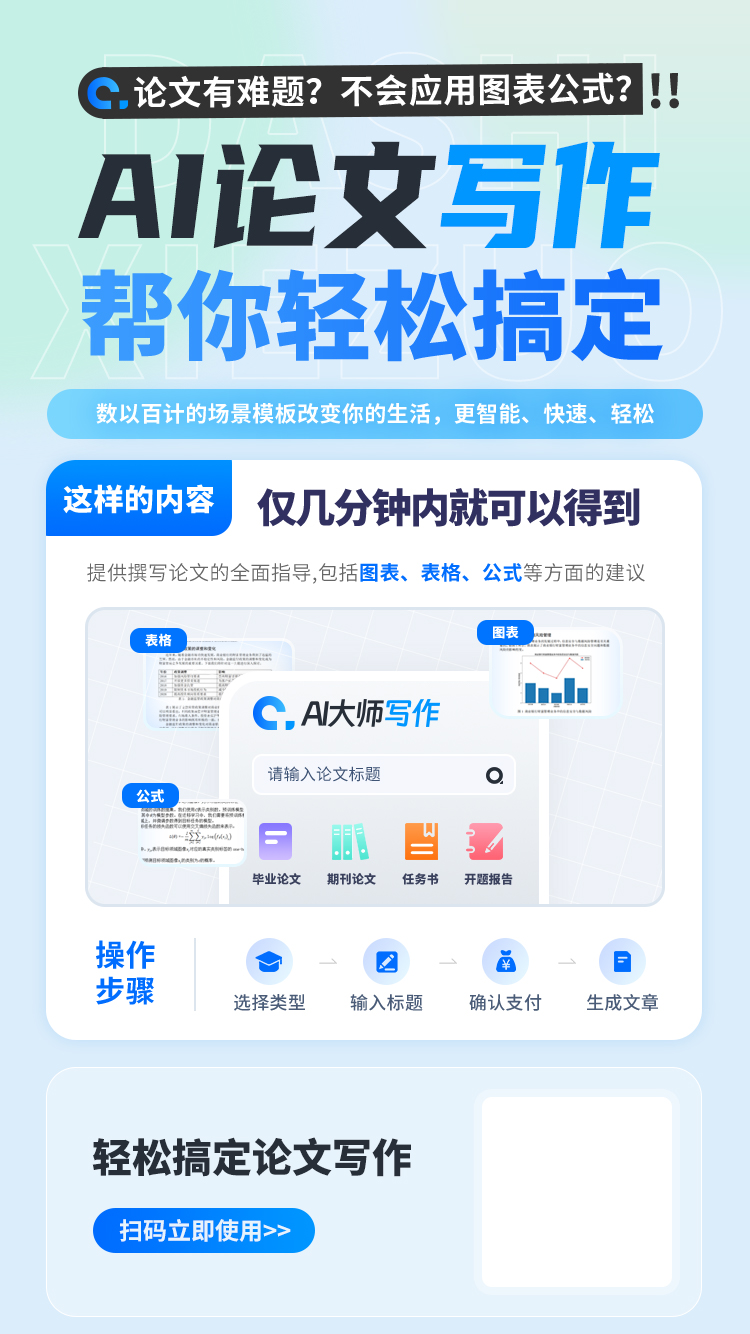 DASHI
XIEZUO
论文有难题？不会应用图表公式？!!
AI论文写作
帮你轻松搞定
数以百计的场景模板改变你的生活，更智能、快速、轻松
这样的内容
仅几分钟内就可以得到
提供撰写论文的全面指导,包括图表、表格、公式等方面的建议
表格
图表
AI大师写作
请输入论文标题
公式
毕业论文
期刊论文
任务书
开题报告
操作
步骤
选择类型
输入标题
确认支付
生成文章
轻松搞定论文写作
扫码立即使用>>